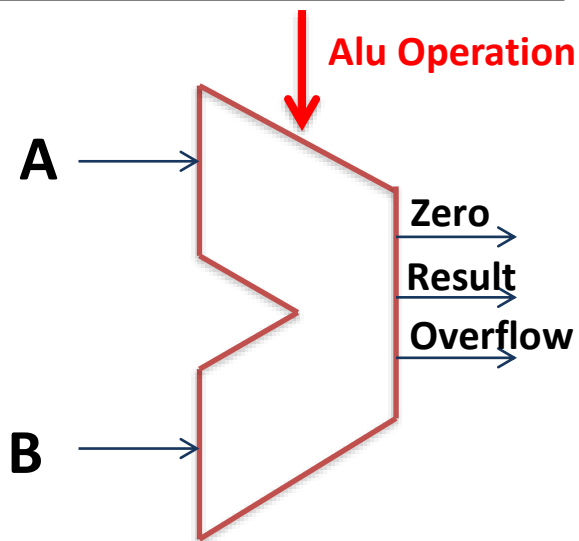 Alu Operation
A
Zero
Result
Overflow
B